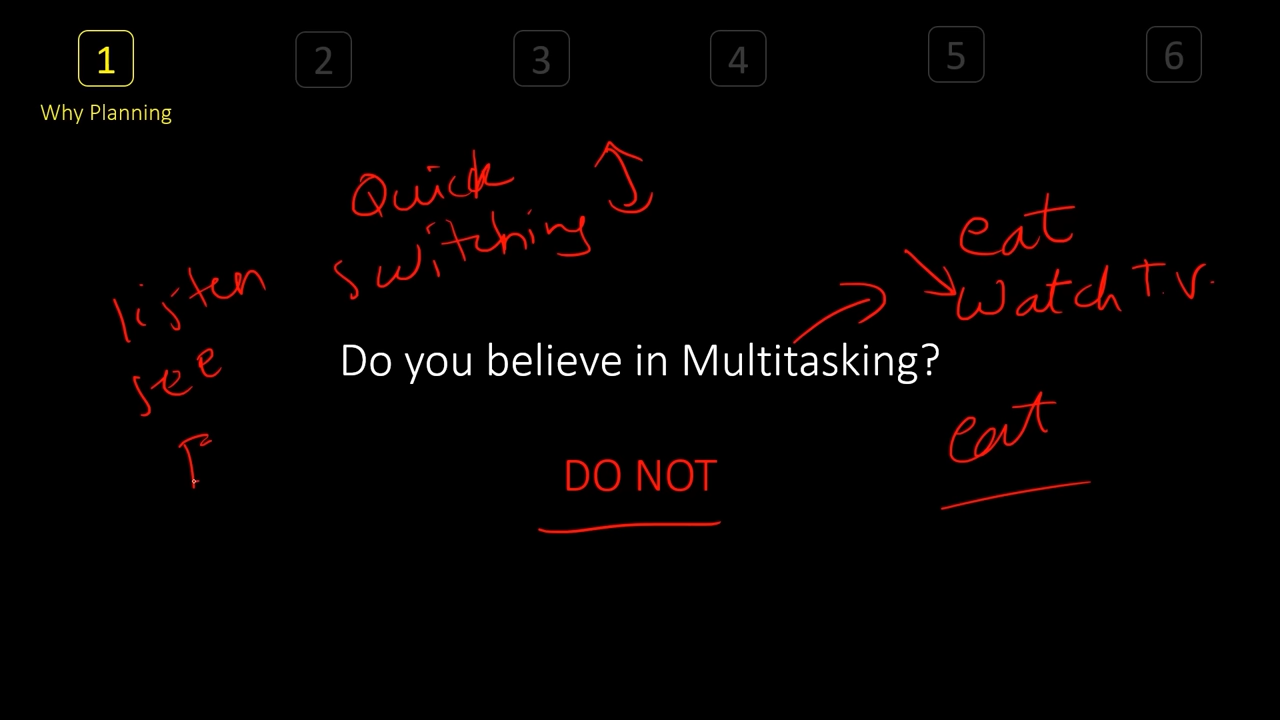 1 2 3 4 5 6
Why Planning
Quick
switching
eat
Watch T.V.
listen
see
Do you believe in Multitasking?
eat
DO NOT